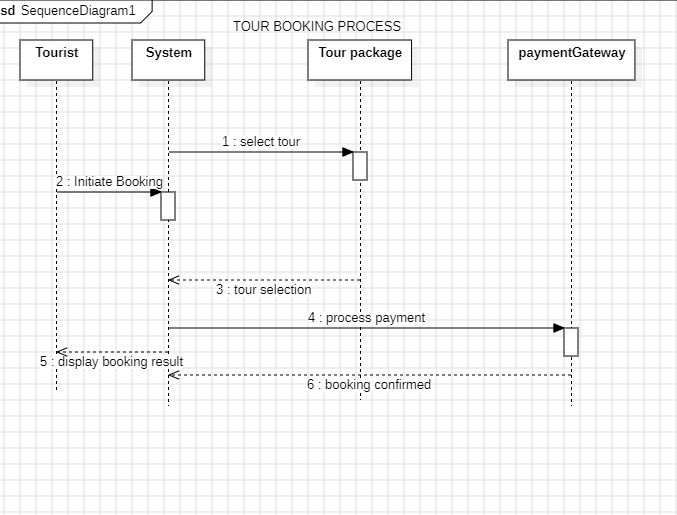 sd SequenceDiagram1
TOUR BOOKING PROCESS
Tourist
System
Tour package
paymentGateway
1 : select tour
2 : Initiate Booking
3 : tour selection
4 : process payment
5 : display booking result
6 : booking confirmed